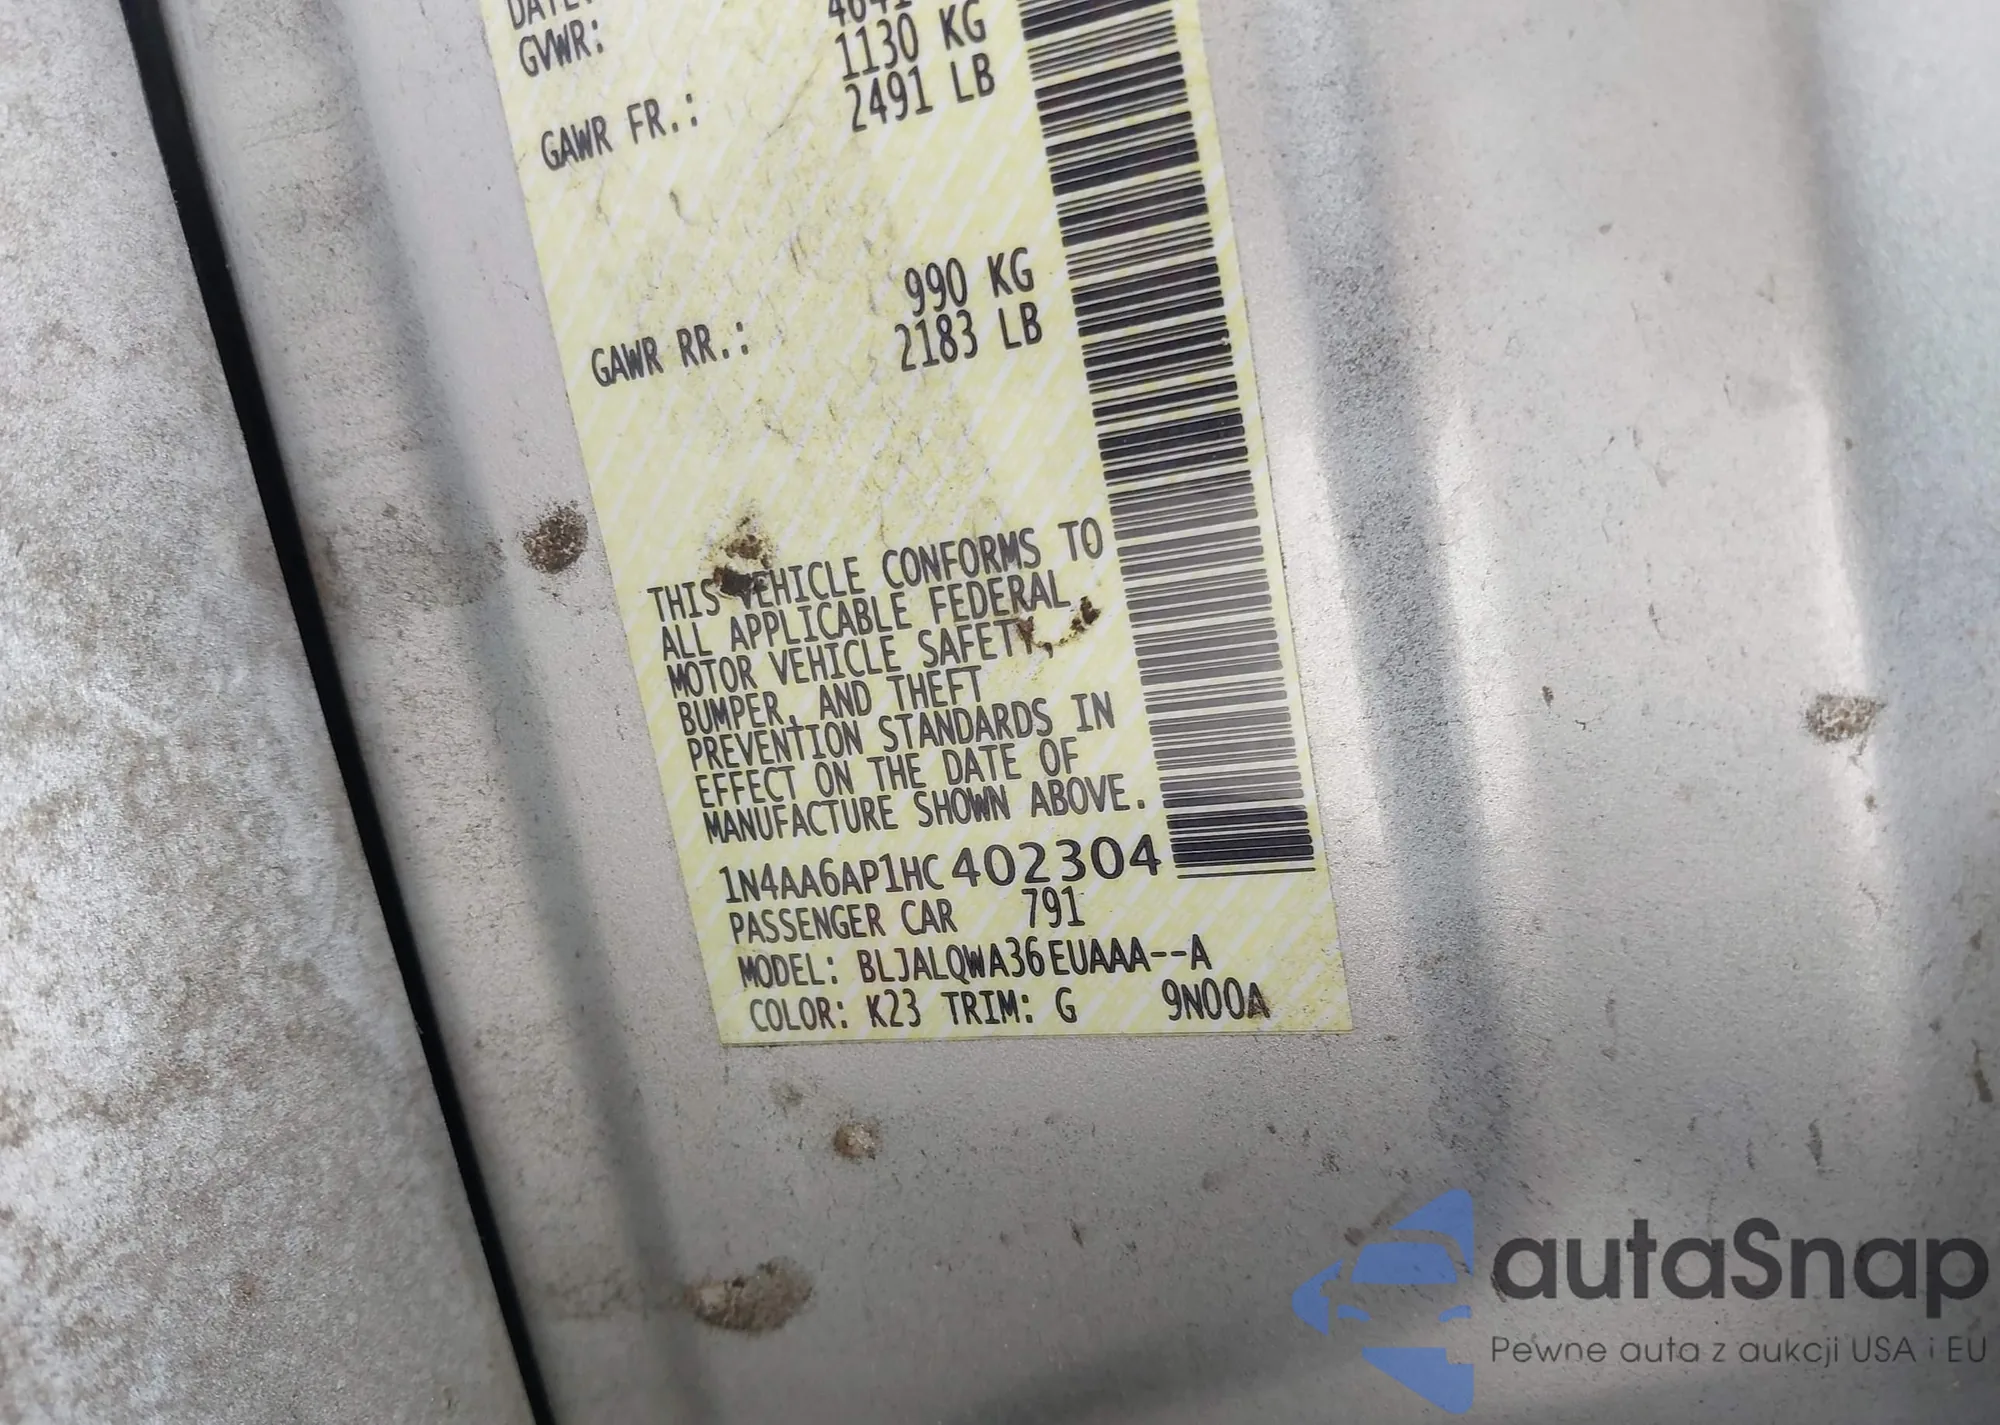 DATE:
GVWR: 4641
1130 KG
GAWR FR.: 2491 LB
990 KG
GAWR RR.: 2183 LB
THIS VEHICLE CONFORMS TO
ALL APPLICABLE FEDERAL
MOTOR VEHICLE SAFETY,
BUMPER, AND THEFT
PREVENTION STANDARDS IN
EFFECT ON THE DATE OF
MANUFACTURE SHOWN ABOVE.
1N4AA6AP1HC402304
PASSENGER CAR 791
MODEL: BLJALQWA36EUAAA--A
COLOR: K23 TRIM: G 9N00A
autaSnap
Pewne auta z aukcji USA i EU